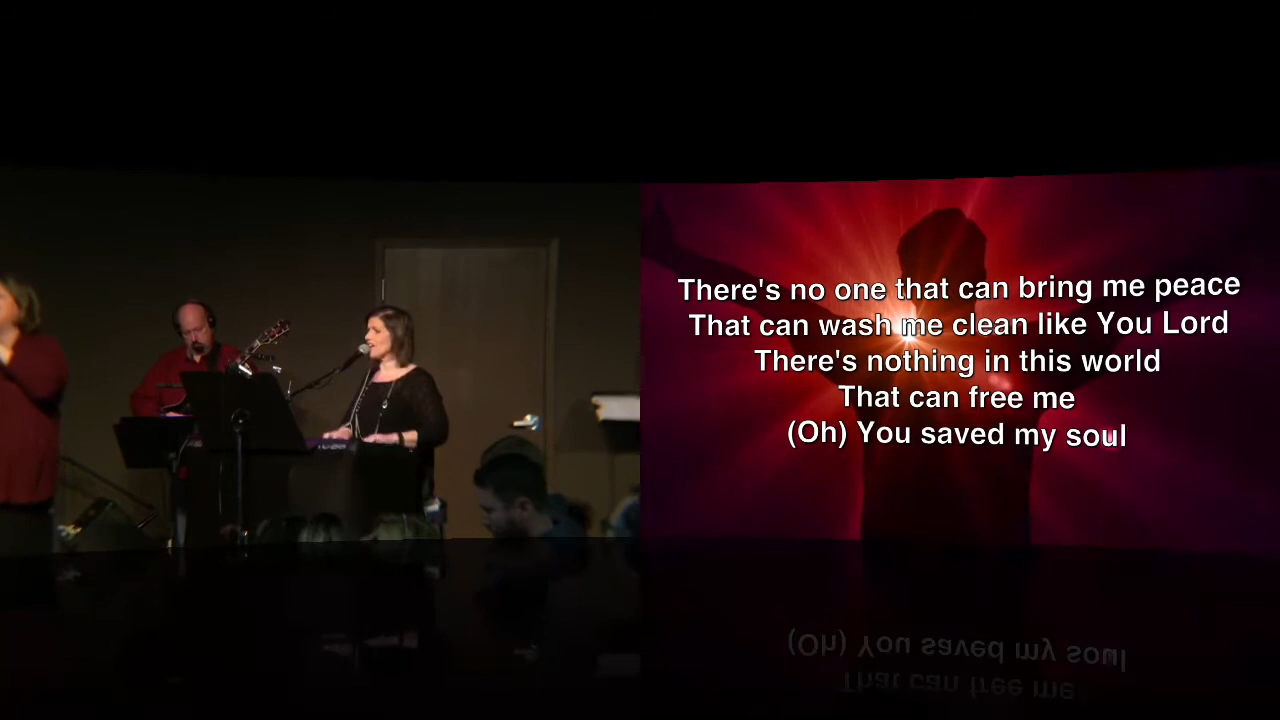 There's no one that can bring me peace
That can wash me clean like You Lord
There's nothing in this world
That can free me
(Oh) You saved my soul